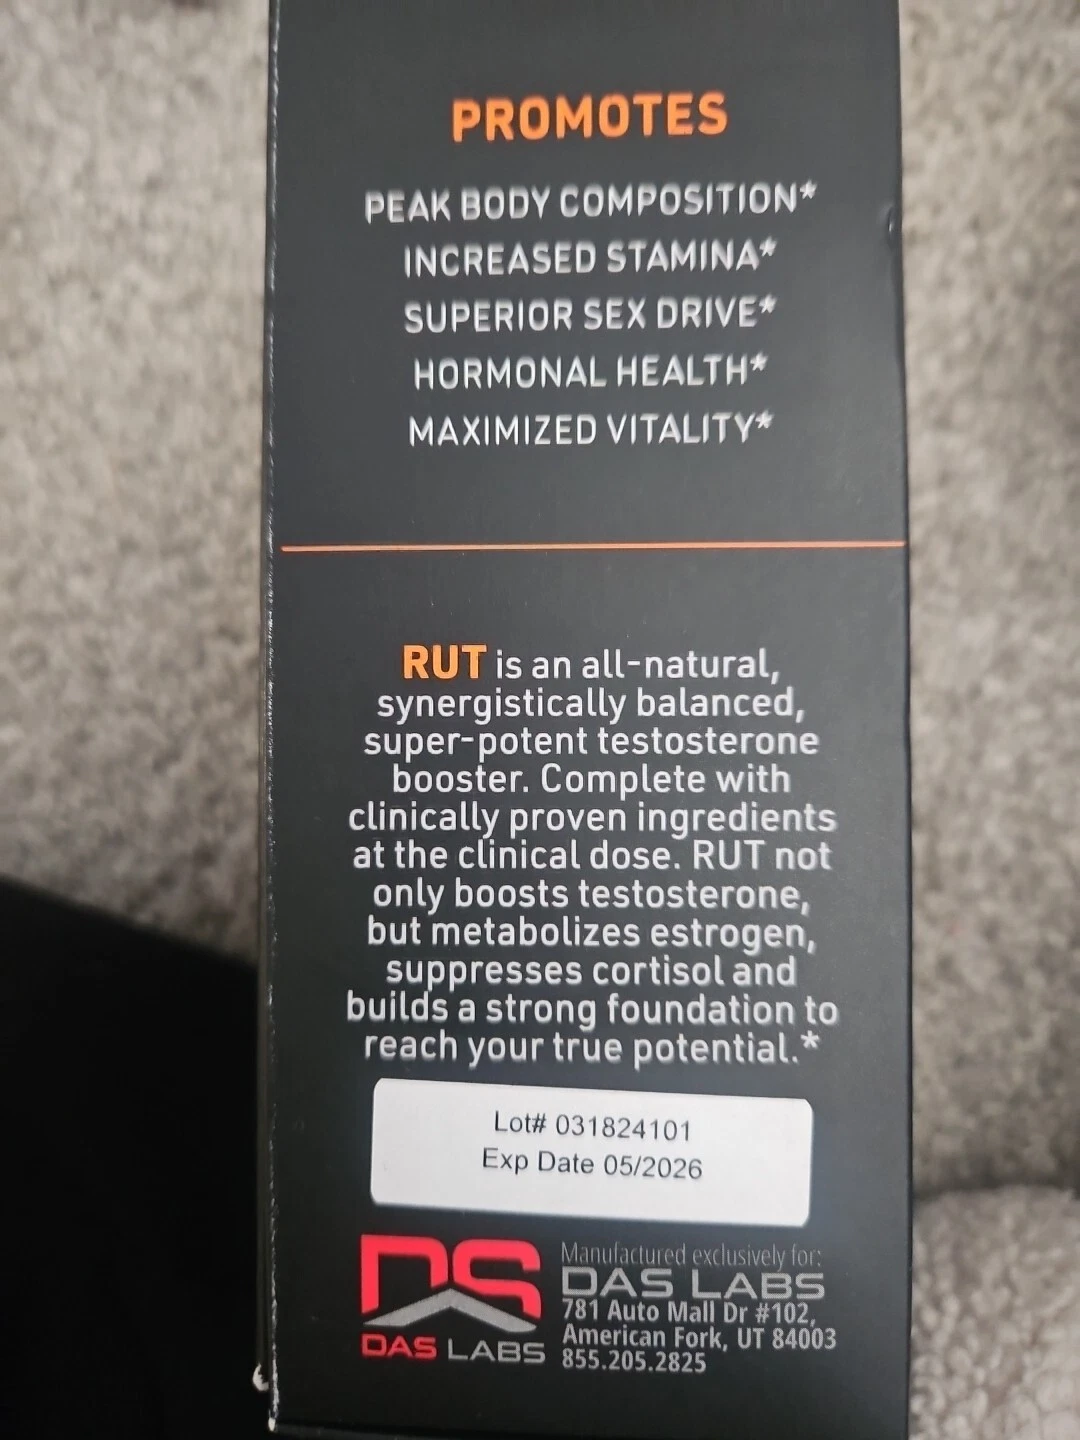 PROMOTES
PEAK BODY COMPOSITION*
INCREASED STAMINA*
SUPERIOR SEX DRIVE*
HORMONAL HEALTH*
MAXIMIZED VITALITY*
RUT is an all-natural,
synergistically balanced,
super-potent testosterone
booster. Complete with
clinically proven ingredients
at the clinical dose. RUT not
only boosts testosterone,
but metabolizes estrogen,
suppresses cortisol and
builds a strong foundation to
reach your true potential.*
Lot# 031824101
Exp Date 05/2026
DS
DAS LABS
Manufactured exclusively for:
DAS LABS
781 Auto Mall Dr #102,
American Fork, UT 84003
855.205.2825